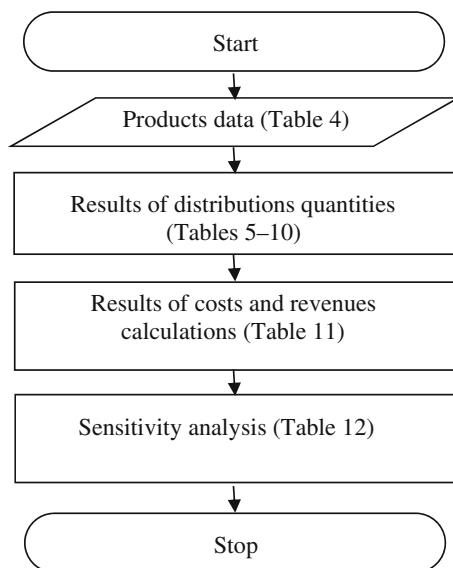 Start
Products data (Table 4)
Results of distributions quantities
(Tables 5–10)
Results of costs and revenues
calculations (Table 11)
Sensitivity analysis (Table 12)
Stop